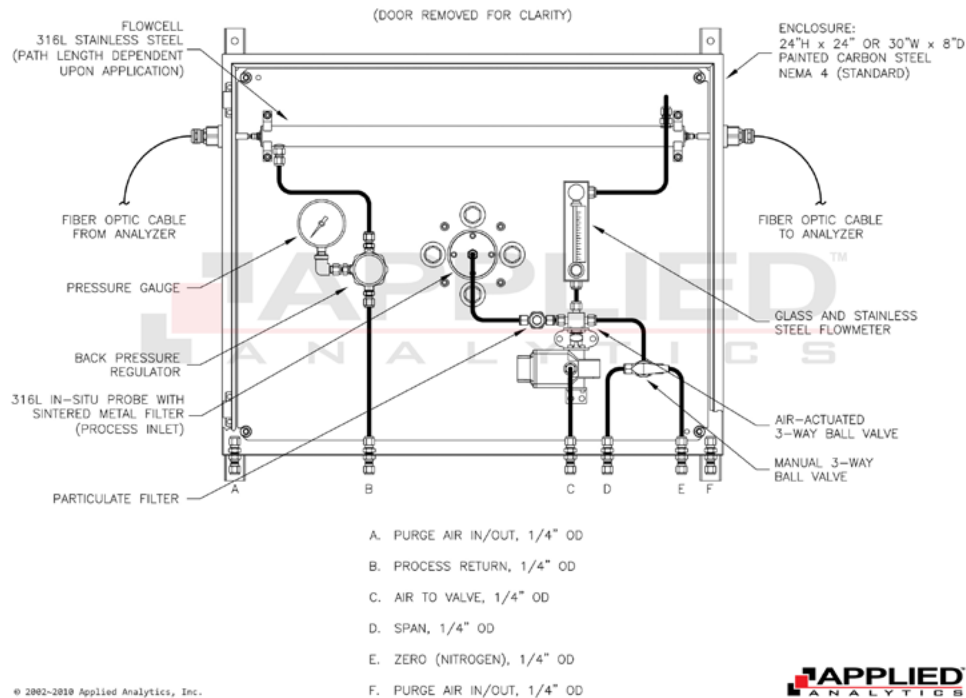 (DOOR REMOVED FOR CLARITY)
FLOWCELL
316L STAINLESS STEEL
(PATH LENGTH DEPENDENT
UPON APPLICATION)
ENCLOSURE:
24"H x 24" OR 30"W x 8"D
PAINTED CARBON STEEL
NEMA 4 (STANDARD)
FIBER OPTIC CABLE
FROM ANALYZER
FIBER OPTIC CABLE
TO ANALYZER
APPLIED™
ANALYTICS
PRESSURE GAUGE
GLASS AND STAINLESS
STEEL FLOWMETER
BACK PRESSURE
REGULATOR
316L IN-SITU PROBE WITH
SINTERED METAL FILTER
(PROCESS INLET)
AIR-ACTUATED
3-WAY BALL VALVE
MANUAL 3-WAY
BALL VALVE
PARTICULATE FILTER
A B C D E F
A. PURGE AIR IN/OUT, 1/4" OD
B. PROCESS RETURN, 1/4" OD
C. AIR TO VALVE, 1/4" OD
D. SPAN, 1/4" OD
E. ZERO (NITROGEN), 1/4" OD
F. PURGE AIR IN/OUT, 1/4" OD
© 2002-2010 Applied Analytics, Inc.
APPLIED™
ANALYTICS